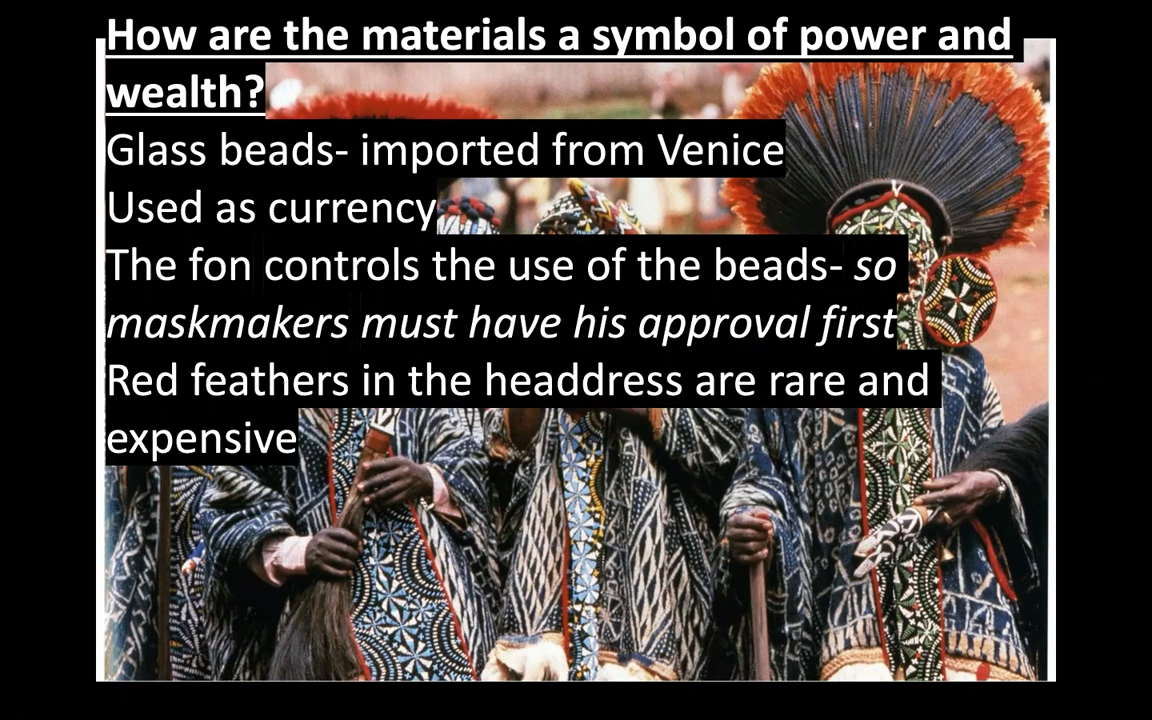 How are the materials a symbol of power and
wealth?
Glass beads- imported from Venice
Used as currency
The fon controls the use of the beads- so
maskmakers must have his approval first
Red feathers in the headdress are rare and
expensive